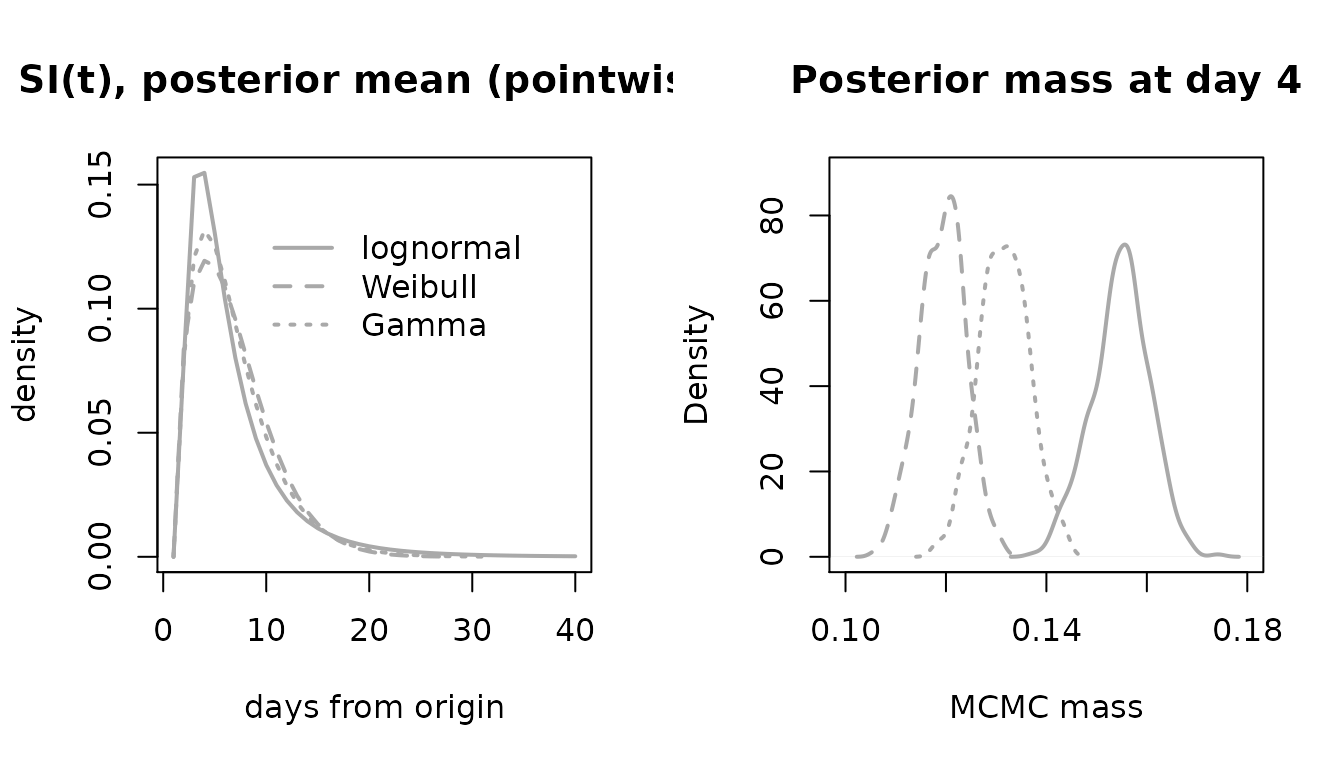 SI(t), posterior mean (pointwis
density
0.00
0.05
0.10
0.15
lognormal
Weibull
Gamma
0
10
20
30
40
days from origin
Posterior mass at day 4
Density
0
20
40
60
80
0.10
0.14
0.18
MCMC mass